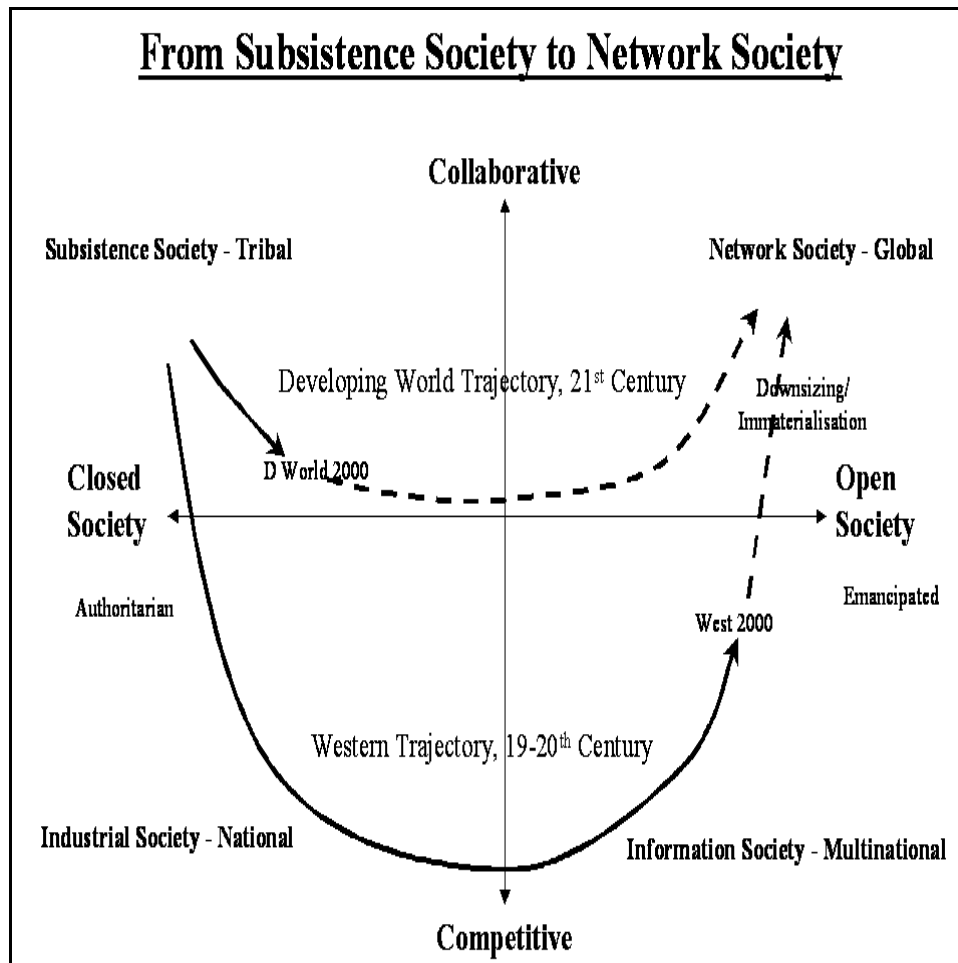 From Subsistence Society to Network Society
Collaborative
Subsistence Society - Tribal
Network Society - Global
Developing World Trajectory, 21st Century
Downsizing/
Immaterialisation
D World 2000
Closed
Society
Open
Society
Authoritarian
Emancipated
West 2000
Western Trajectory, 19-20th Century
Industrial Society - National
Information Society - Multinational
Competitive